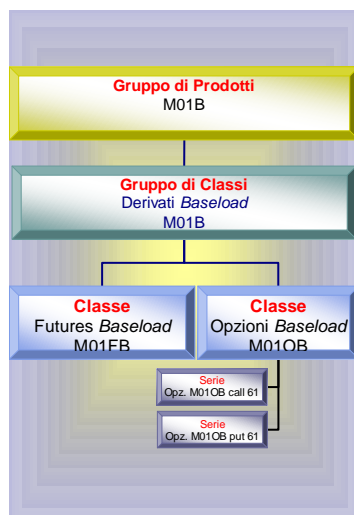 Gruppo di Prodotti
M01B
Gruppo di Classi
Derivati Baseload
M01B
Classe
Futures Baseload
M01FB
Classe
Opzioni Baseload
M01OB
Serie
Opz. M01OB call 61
Serie
Opz. M01OB put 61